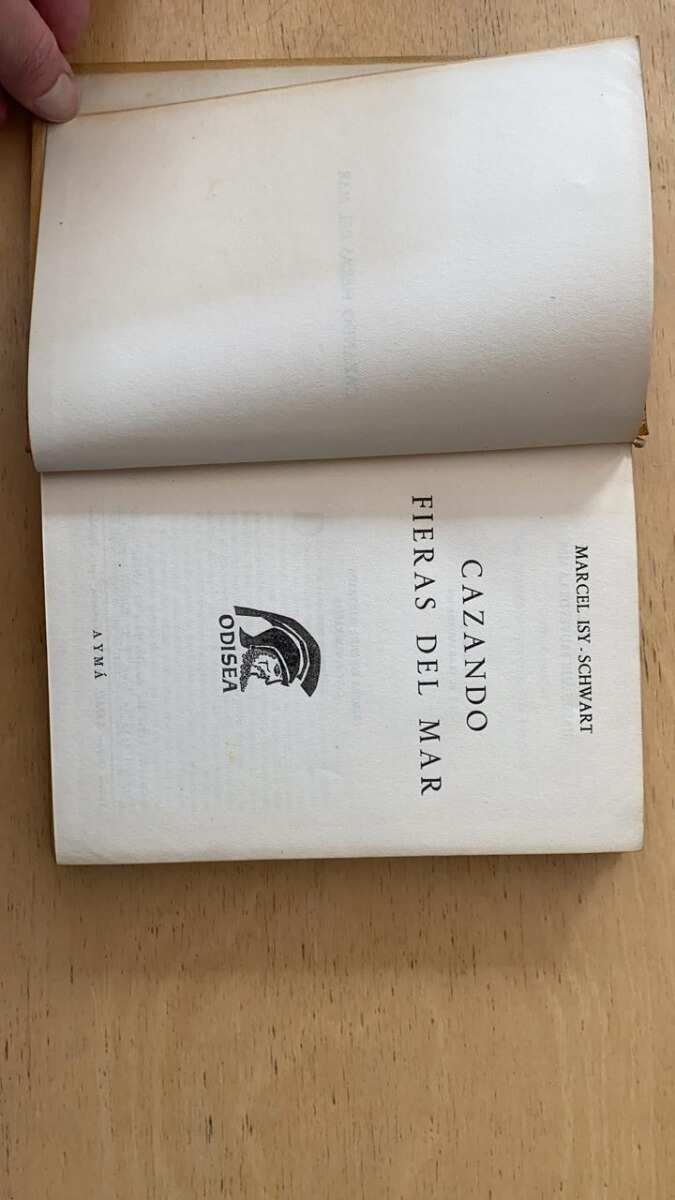 MARCEL ISY - SCHWART
CAZANDO
FIERAS DEL MAR
ODISEA
AYMÁ